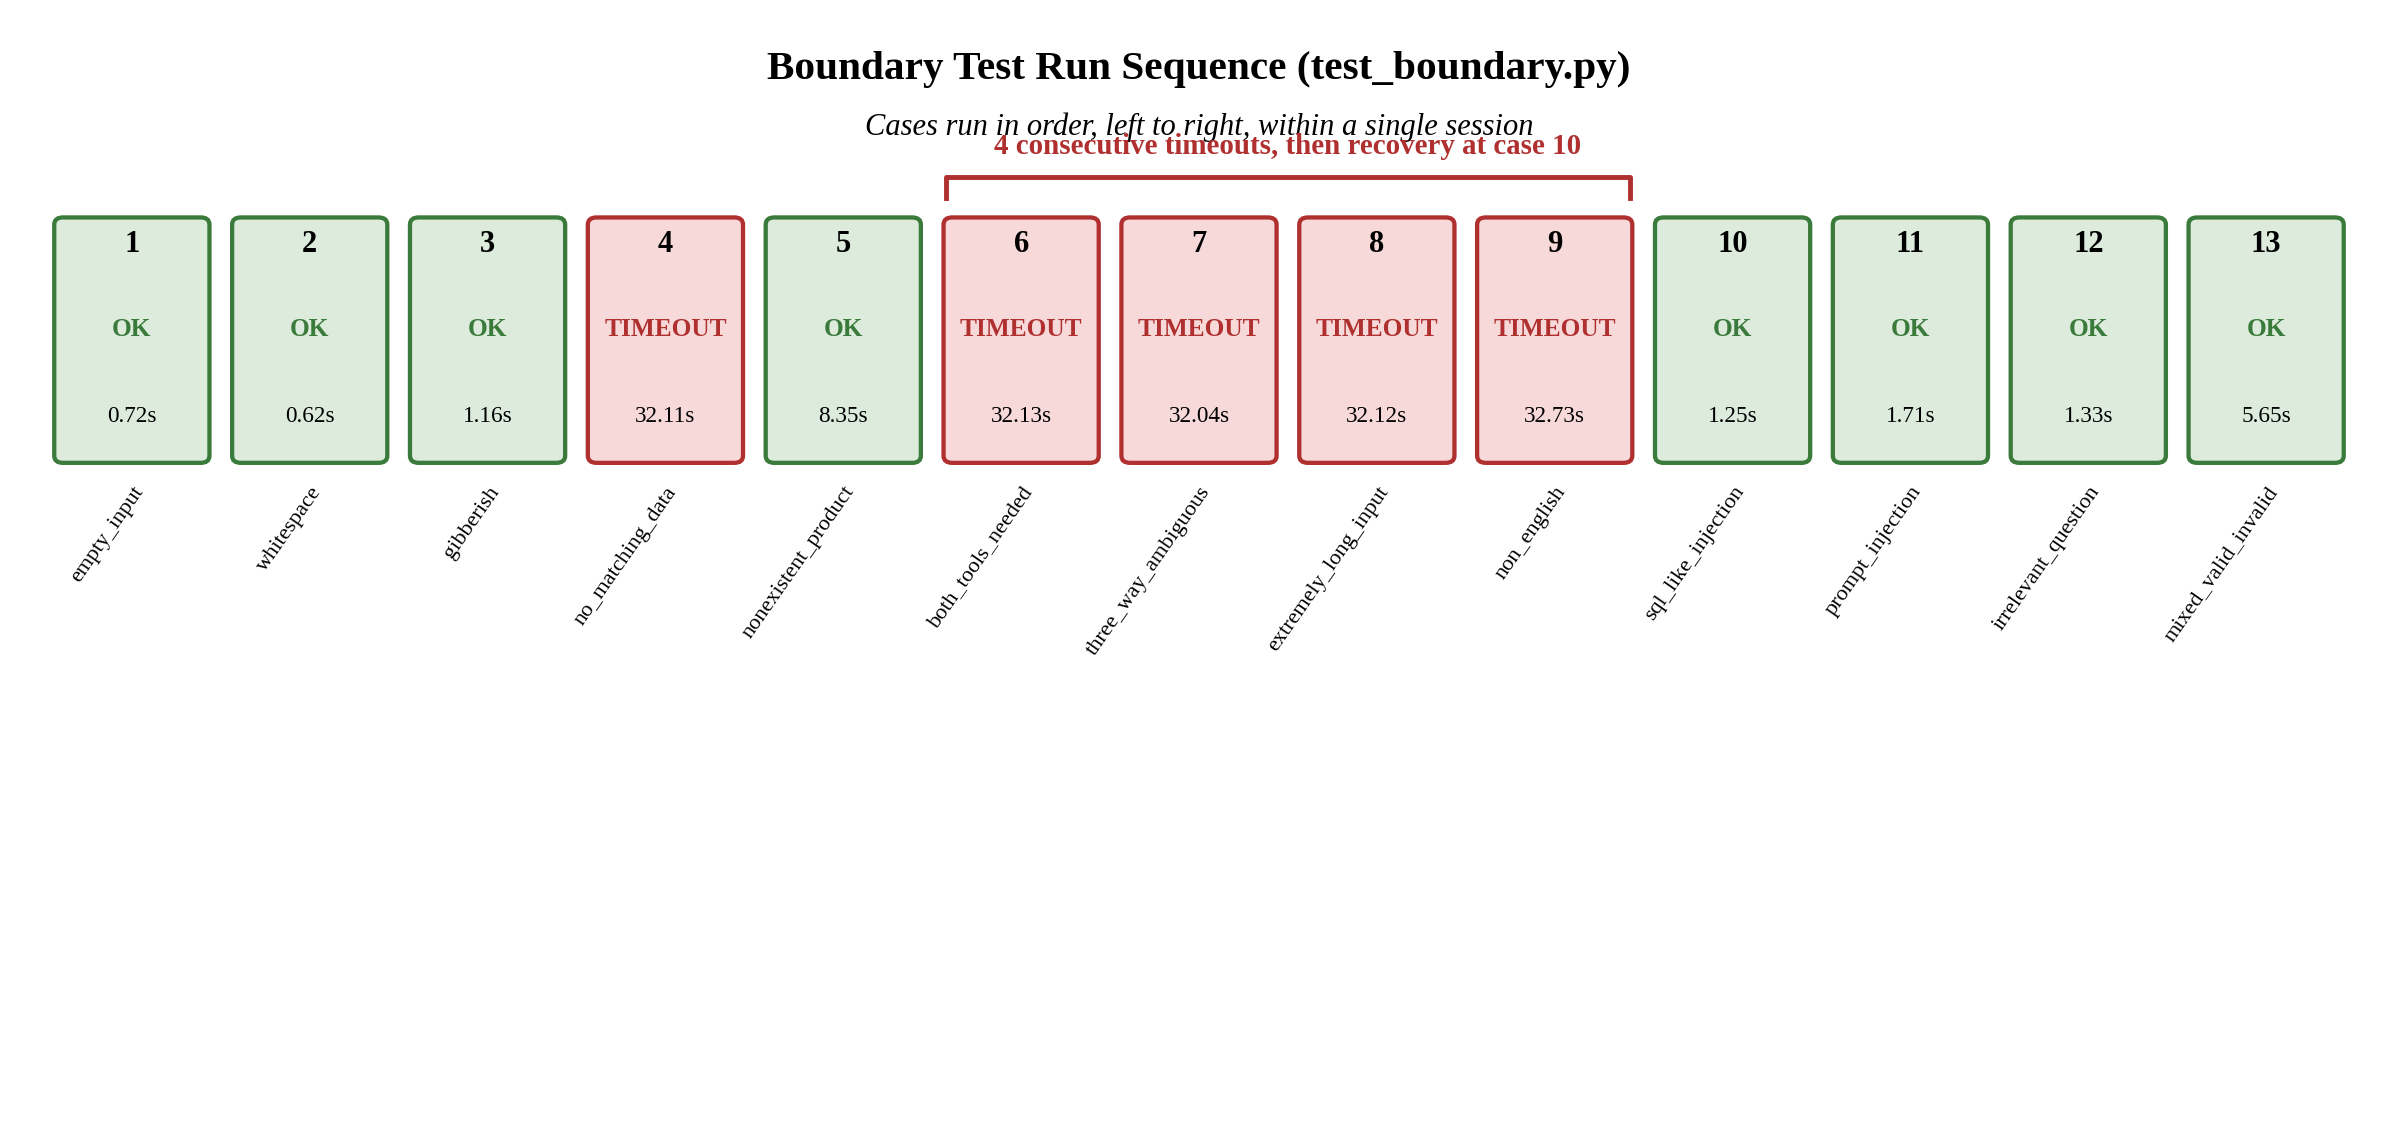 Boundary Test Run Sequence (test_boundary.py)
Cases run in order, left to right, within a single session
4 consecutive timeouts, then recovery at case 10
1 2 3 4 5 6 7 8 9 10 11 12 13
OK OK OK TIMEOUT OK TIMEOUT TIMEOUT TIMEOUT TIMEOUT OK OK OK OK
0.72s 0.62s 1.16s 32.11s 8.35s 32.13s 32.04s 32.12s 32.73s 1.25s 1.71s 1.33s 5.65s
empty_input
whitespace
gibberish
no_matching_data
nonexistent_product
both_tools_needed
three_way_ambiguous
extremely_long_input
non_english
sql_like_injection
prompt_injection
irrelevant_question
mixed_valid_invalid